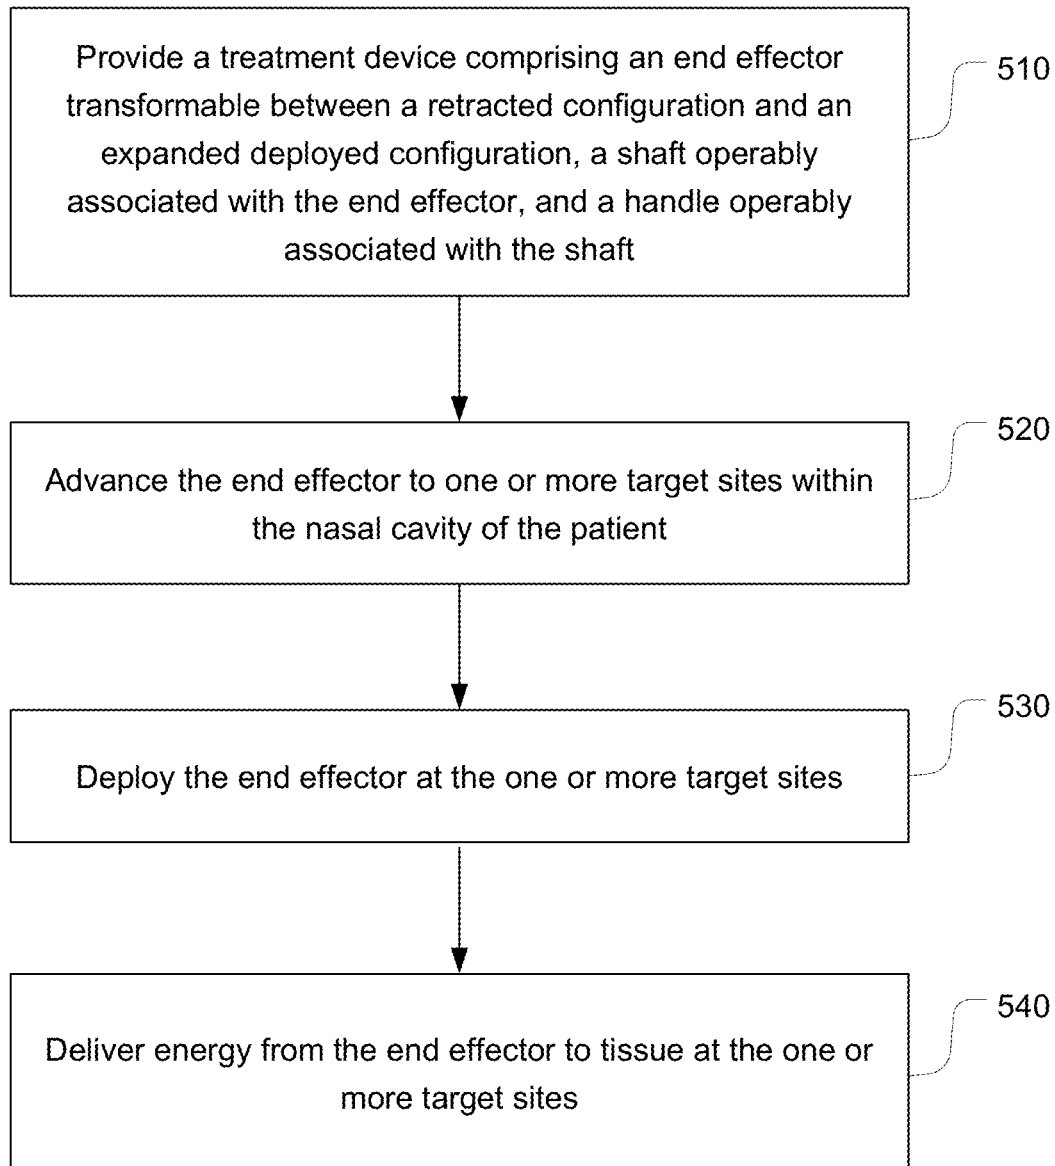 Provide a treatment device comprising an end effector
transformable between a retracted configuration and an
expanded deployed configuration, a shaft operably
associated with the end effector, and a handle operably
associated with the shaft
510
Advance the end effector to one or more target sites within
the nasal cavity of the patient
520
Deploy the end effector at the one or more target sites
530
Deliver energy from the end effector to tissue at the one or
more target sites
540